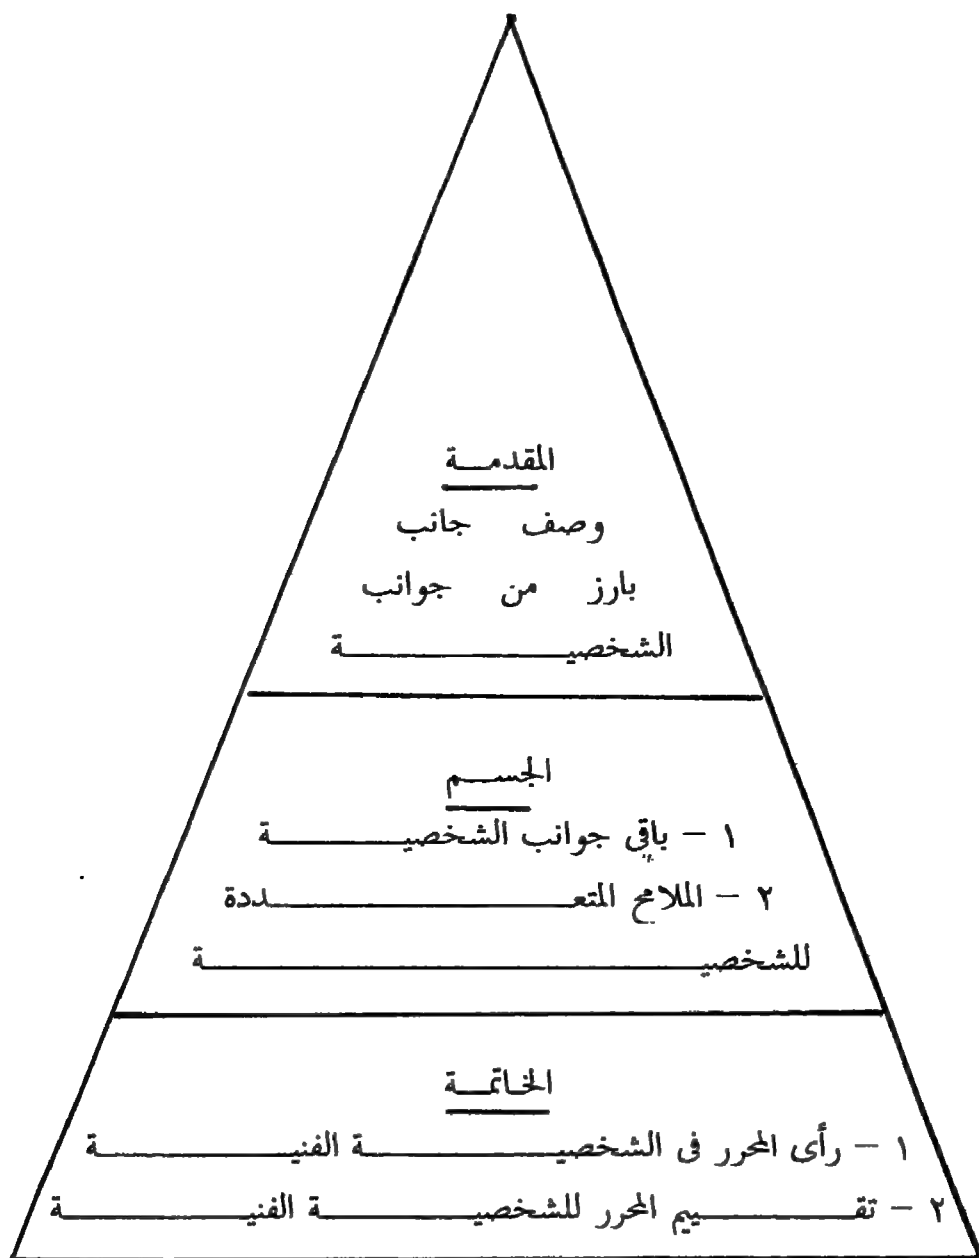 المقدمة
وصف جانب
بارز من جوانب
الشخصية
الجسم
١ – باقي جوانب الشخصية
٢ – الملامح المتعددة
للشخصية
الخاتمة
١ – رأى المحرر فى الشخصية الفنية
٢ – تقييم المحرر للشخصية الفنية